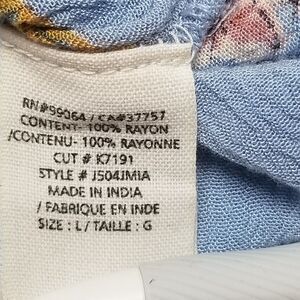 RN#99064 / CA#37757
CONTENT- 100% RAYON
/CONTENU- 100% RAYONNE
CUT # K7191
STYLE # J504JMIA
MADE IN INDIA
/ FABRIQUE EN INDE
SIZE : L / TAILLE : G